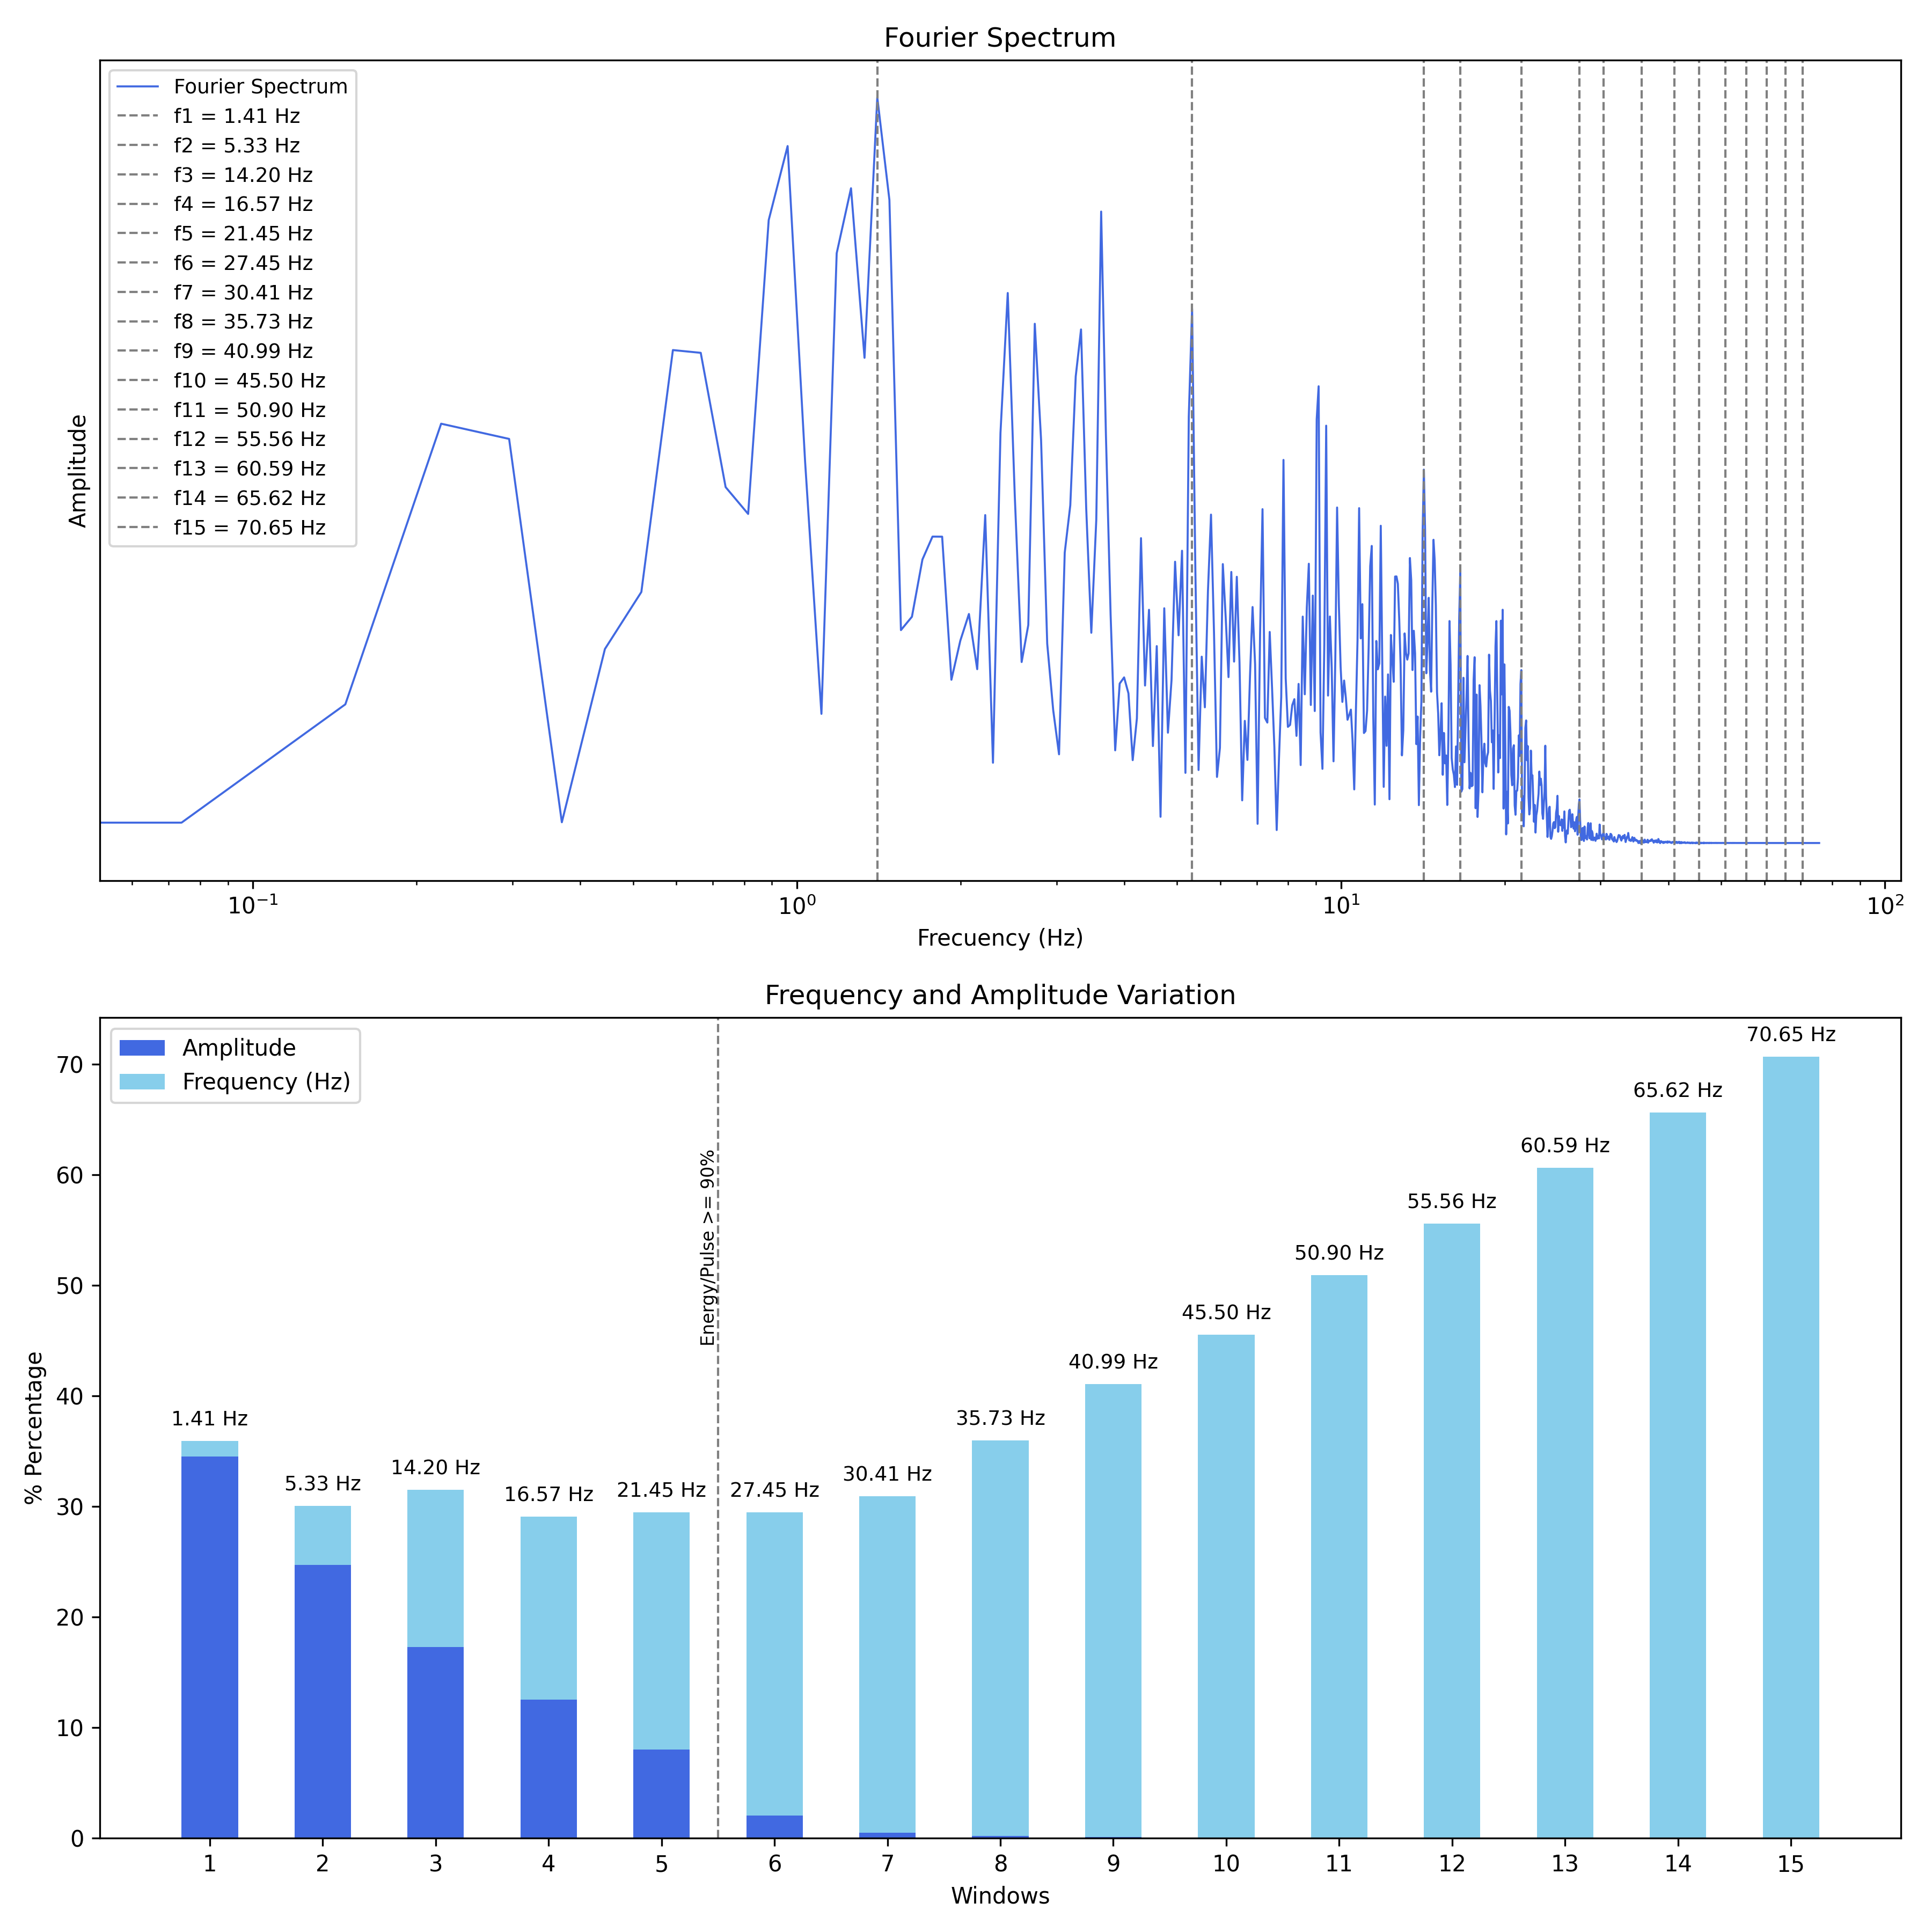 Fourier Spectrum
Fourier Spectrum
f1 = 1.41 Hz
f2 = 5.33 Hz
f3 = 14.20 Hz
f4 = 16.57 Hz
f5 = 21.45 Hz
f6 = 27.45 Hz
f7 = 30.41 Hz
f8 = 35.73 Hz
f9 = 40.99 Hz
f10 = 45.50 Hz
f11 = 50.90 Hz
f12 = 55.56 Hz
f13 = 60.59 Hz
f14 = 65.62 Hz
f15 = 70.65 Hz
Amplitude
10⁻¹ 10⁰ 10¹ 10²
Frecuency (Hz)
Frequency and Amplitude Variation
Amplitude
Frequency (Hz)
% Percentage
70
60
50
40
30
20
10
0
Energy/Pulse >= 90%
1.41 Hz
5.33 Hz
14.20 Hz
16.57 Hz
21.45 Hz
27.45 Hz
30.41 Hz
35.73 Hz
40.99 Hz
45.50 Hz
50.90 Hz
55.56 Hz
60.59 Hz
65.62 Hz
70.65 Hz
1 2 3 4 5 6 7 8 9 10 11 12 13 14 15
Windows